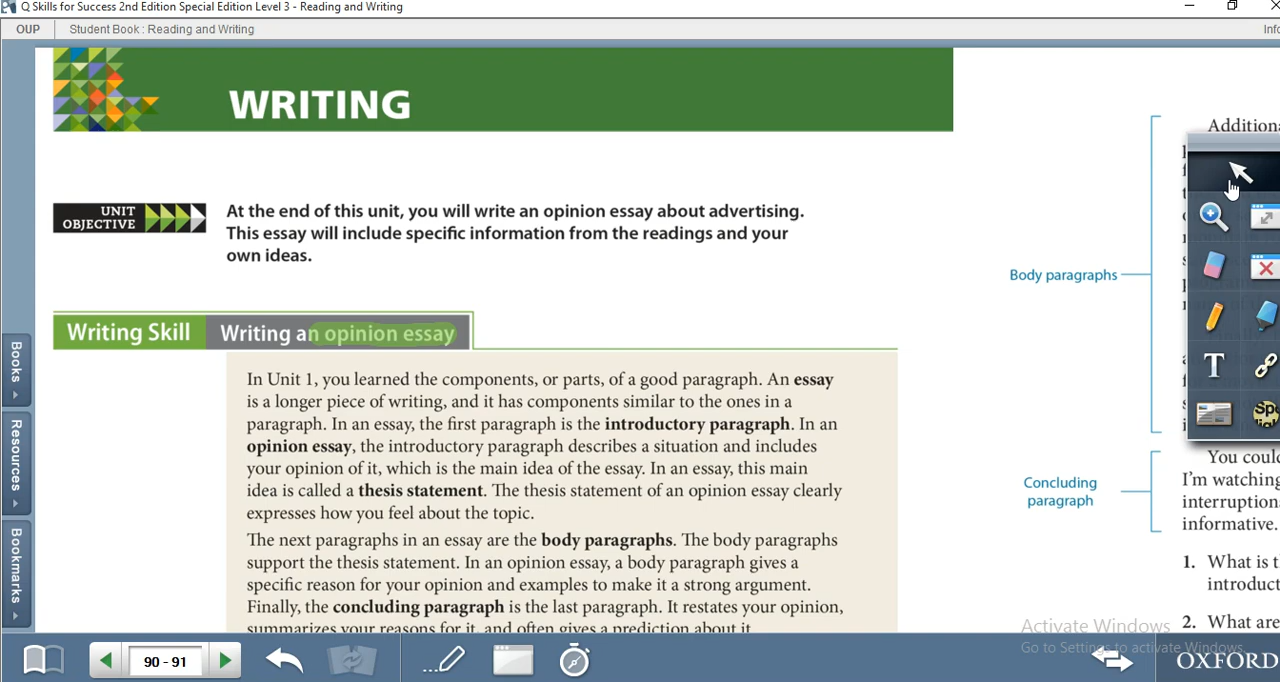 Q Skills for Success 2nd Edition Special Edition Level 3 - Reading and Writing
OUP
Student Book : Reading and Writing
WRITING
UNIT
OBJECTIVE
At the end of this unit, you will write an opinion essay about advertising.
This essay will include specific information from the readings and your
own ideas.
Writing Skill
Writing an opinion essay
In Unit 1, you learned the components, or parts, of a good paragraph. An essay
is a longer piece of writing, and it has components similar to the ones in a
paragraph. In an essay, the first paragraph is the introductory paragraph. In an
opinion essay, the introductory paragraph describes a situation and includes
your opinion of it, which is the main idea of the essay. In an essay, this main
idea is called a thesis statement. The thesis statement of an opinion essay clearly
expresses how you feel about the topic.
The next paragraphs in an essay are the body paragraphs. The body paragraphs
support the thesis statement. In an opinion essay, a body paragraph gives a
specific reason for your opinion and examples to make it a strong argument.
Finally, the concluding paragraph is the last paragraph. It restates your opinion,
summarizes your reasons for it, and often gives a prediction about it
Body paragraphs
Concluding
paragraph
You
I'm watching
informative.
1. What is
2. What are
Books
Resources
Bookmarks
T
90 - 91
Activate Windows
Go to Settings to activate Windows.
OXFORD